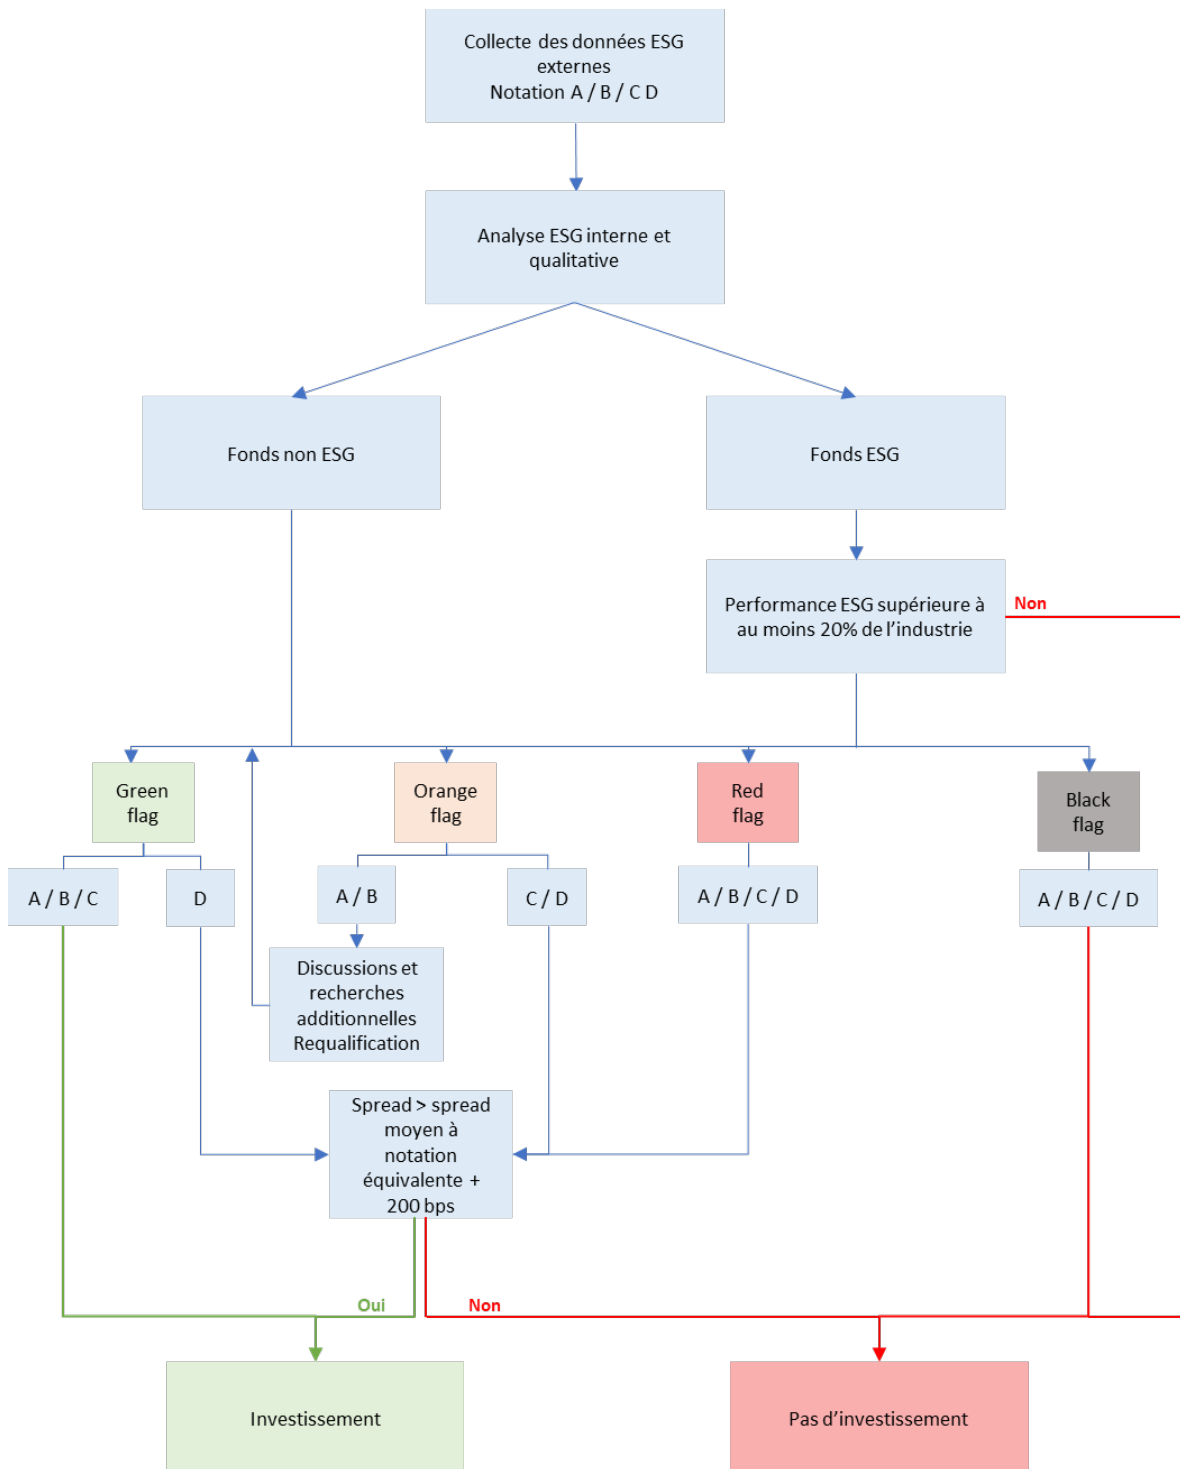 Collecte des données ESG
externes
Notation A / B / C D
Analyse ESG interne et
qualitative
Fonds non ESG
Fonds ESG
Performance ESG supérieure à
au moins 20% de l’industrie
Non
Green
flag
Orange
flag
Red
flag
Black
flag
A / B / C
D
A / B
C / D
A / B / C / D
A / B / C / D
Discussions et
recherches
additionnelles
Requalification
Spread > spread
moyen à
notation
équivalente +
200 bps
Oui
Non
Investissement
Pas d’investissement